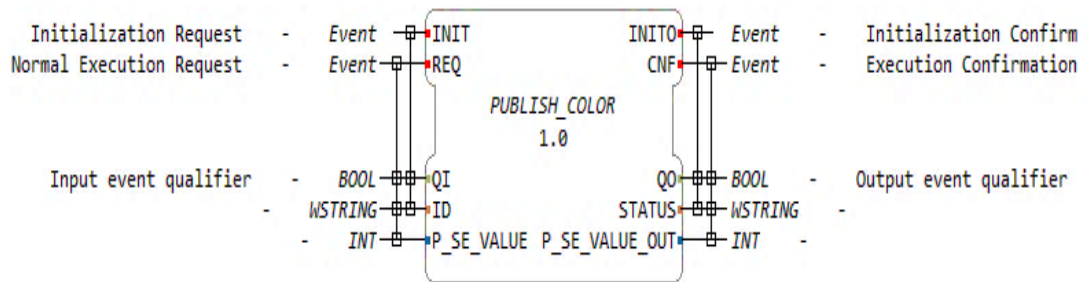 Initialization Request - Event INIT INITO Event - Initialization Confirm
Normal Execution Request - Event REQ CNF Event - Execution Confirmation
PUBLISH_COLOR
1.0
Input event qualifier - BOOL QI QO BOOL - Output event qualifier
- WSTRING ID STATUS WSTRING -
- INT P_SE_VALUE P_SE_VALUE_OUT INT -